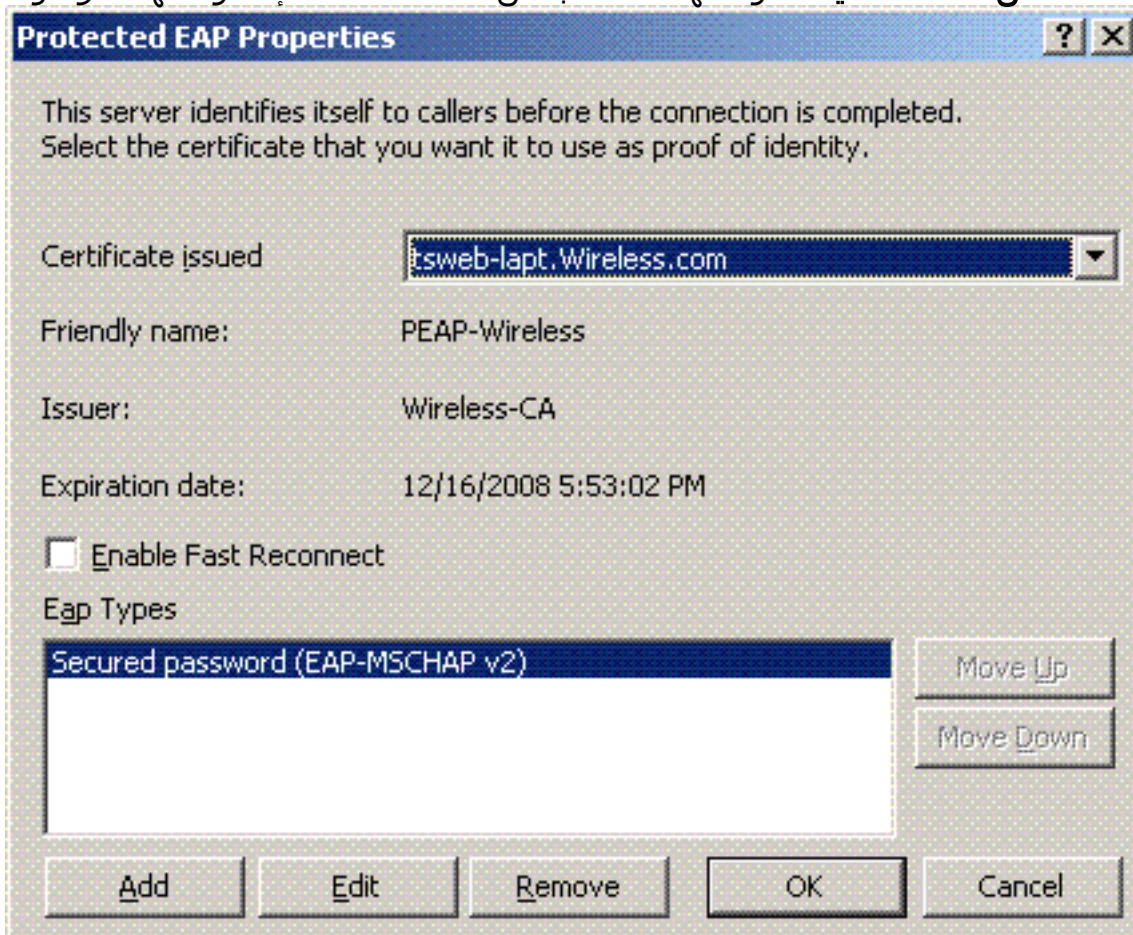 Protected EAP Properties
This server identifies itself to callers before the connection is completed.
Select the certificate that you want it to use as proof of identity.
Certificate issued
tsweb-lapt.Wireless.com
Friendly name: PEAP-Wireless
Issuer: Wireless-CA
Expiration date: 12/16/2008 5:53:02 PM
Enable Fast Reconnect
Eap Types
Secured password (EAP-MSCHAP v2)
Move Up
Move Down
Add Edit Remove OK Cancel